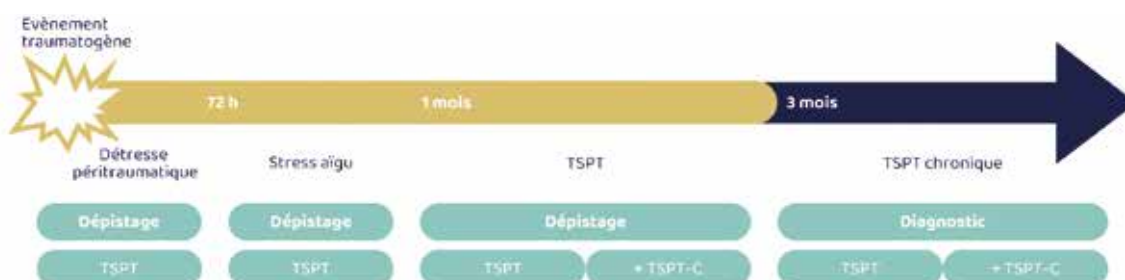 Evènement
traumatogène
72 h 1 mois 3 mois
Détresse
péritraumatique
Stress aïgu
TSPT
TSPT chronique
Dépistage Dépistage Dépistage Diagnostic
TSPT TSPT TSPT + TSPT-C TSPT + TSPT-C